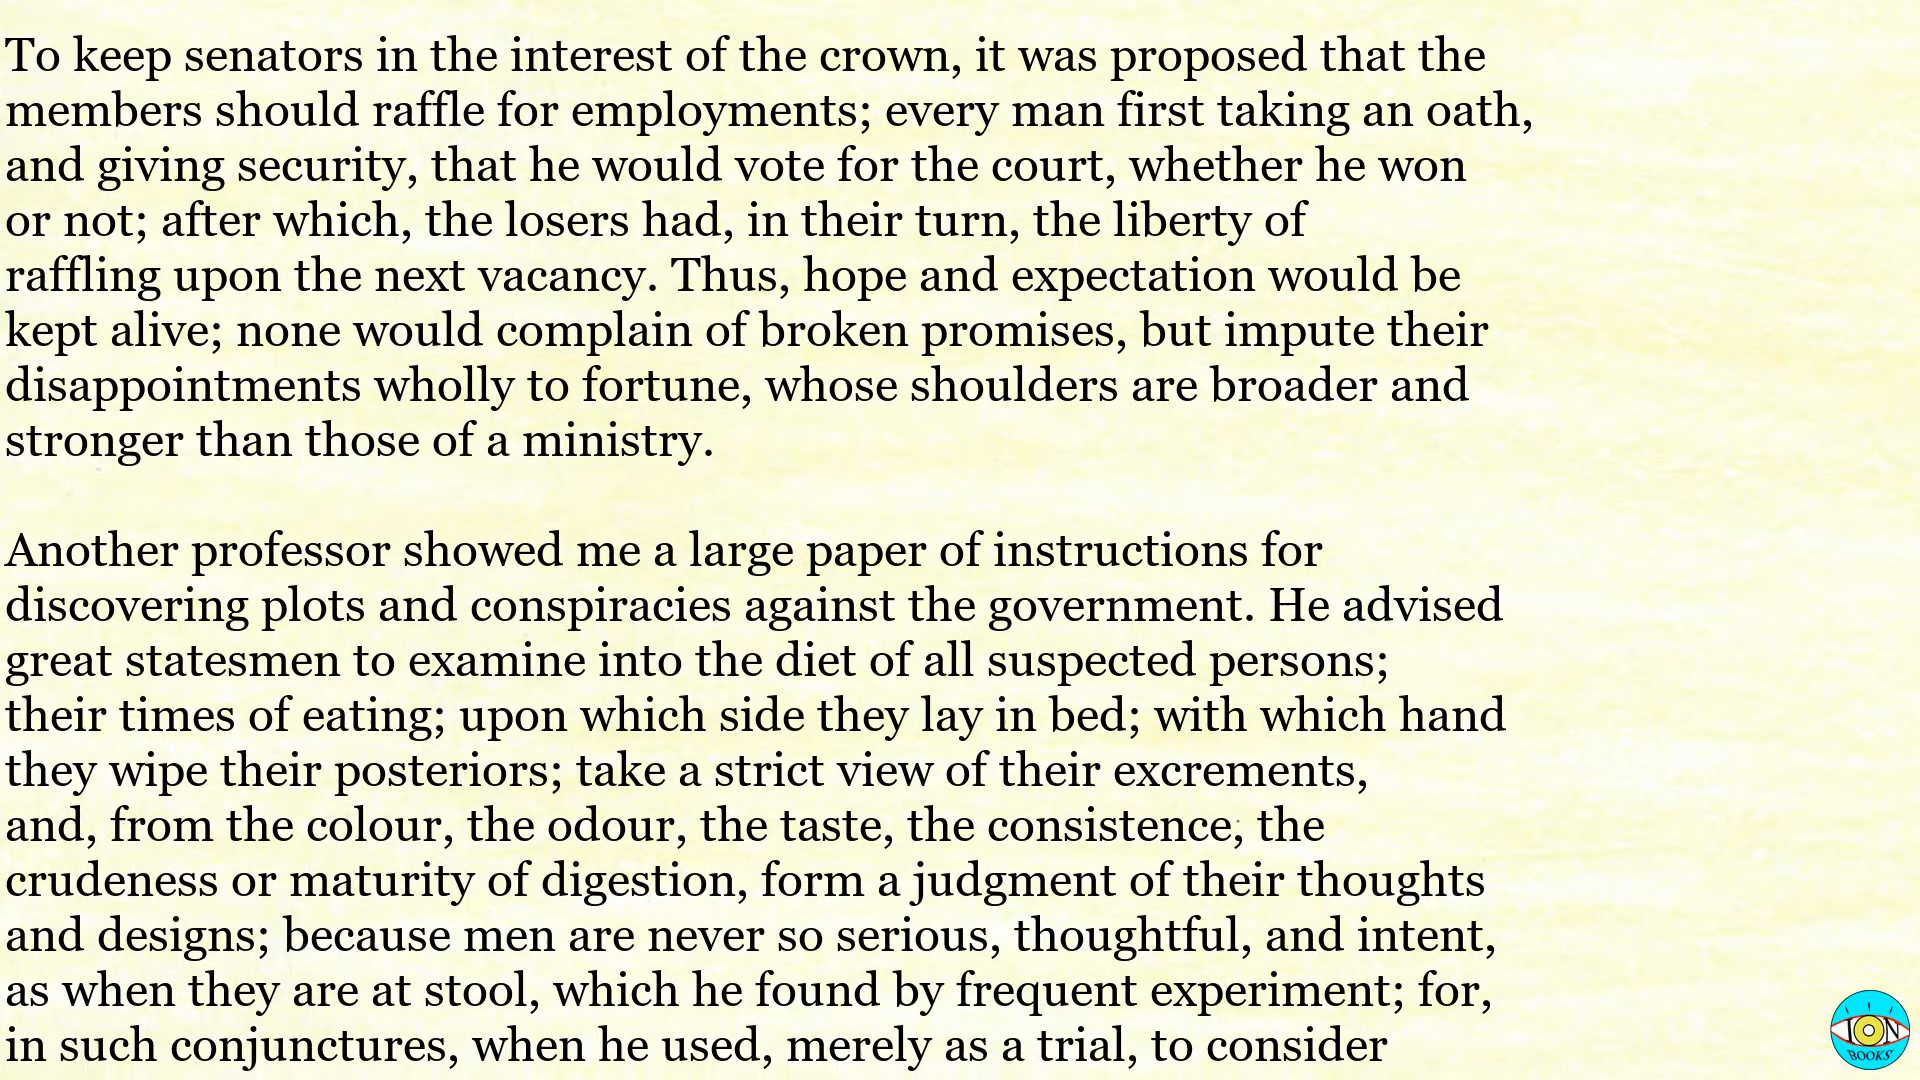 To keep senators in the interest of the crown, it was proposed that the
members should raffle for employments; every man first taking an oath,
and giving security, that he would vote for the court, whether he won
or not; after which, the losers had, in their turn, the liberty of
raffling upon the next vacancy. Thus, hope and expectation would be
kept alive; none would complain of broken promises, but impute their
disappointments wholly to fortune, whose shoulders are broader and
stronger than those of a ministry.
Another professor showed me a large paper of instructions for
discovering plots and conspiracies against the government. He advised
great statesmen to examine into the diet of all suspected persons;
their times of eating; upon which side they lay in bed; with which hand
they wipe their posteriors; take a strict view of their excrements,
and, from the colour, the odour, the taste, the consistence, the
crudeness or maturity of digestion, form a judgment of their thoughts
and designs; because men are never so serious, thoughtful, and intent,
as when they are at stool, which he found by frequent experiment; for,
in such conjunctures, when he used, merely as a trial, to consider
ION
BOOKS